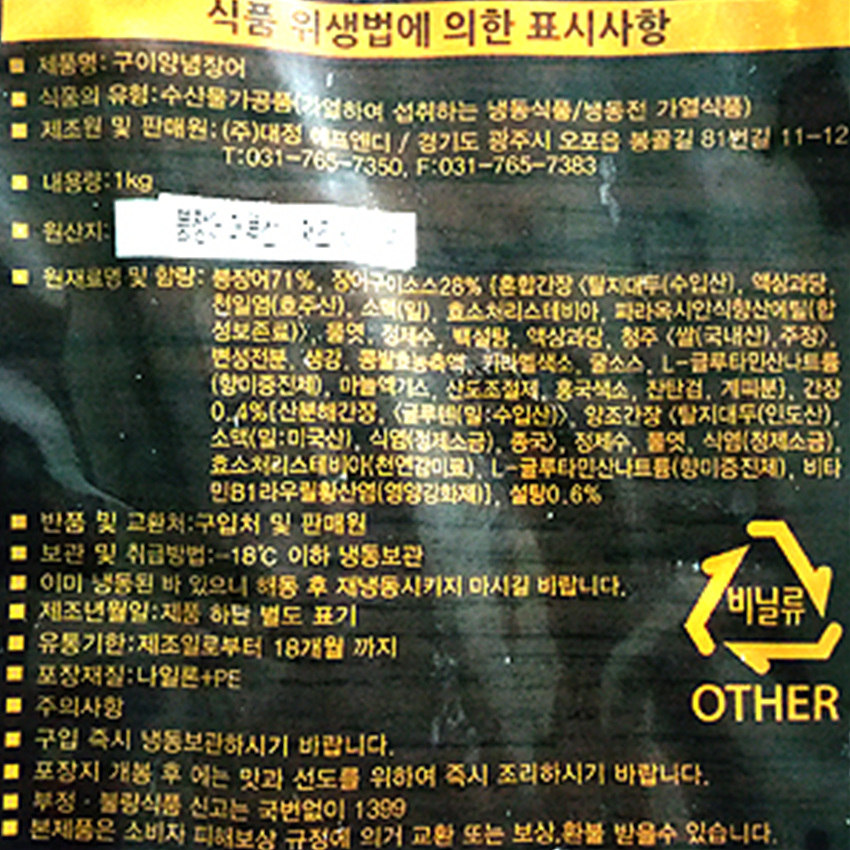 식품 위생법에 의한 표시사항
■ 제품명: 구이양념장어
■ 식품의 유형:수산물가공품(가열하여 섭취하는 냉동식품/냉동전 가열식품)
■ 제조원 및 판매원: (주)대정 에프엔디 / 경기도 광주시 오포읍 봉골길 81번길 11-12
T:031-765-7350, F:031-765-7383
■ 내용량:1kg
■ 원산지:
■ 원재료명 및 함량: 붕장어71%, 장어구이소스28% {혼합간장 〈탈지대두(수입산), 액상과당,
천일염(호주산), 소맥(밀), 효소처리스테비아, 파라옥시안식향산에틸(합
성보존료)〉, 물엿, 정제수, 백설탕, 액상과당, 청주 〈쌀(국내산),주정〉,
변성전분, 생강, 콩발효농축액, 카라멜색소, 굴소스, L-글루타민산나트륨
(향미증진제), 마늘엑기스, 산도조절제, 홍국색소, 잔탄검, 계피분}, 간장
0.4%{산분해간장, 〈글루텐(밀:수입산)〉, 양조간장 〈탈지대두(인도산),
소맥(밀:미국산), 식염(정제소금), 종국〉, 정제수, 물엿, 식염(정제소금),
효소처리스테비아(천연감미료), L-글루타민산나트륨(향미증진제), 비타
민B1라우릴황산염(영양강화제)}, 설탕0.6%
■ 반품 및 교환처:구입처 및 판매원
■ 보관 및 취급방법:-18℃ 이하 냉동보관
■ 이미 냉동된 바 있으니 해동 후 재냉동시키지 마시길 비랍니다.
■ 제조년월일:제품 하단 별도 표기
■ 유통기한:제조일로부터 18개월 까지
■ 포장재질:나일론+PE
■ 주의사항
■ 구입 즉시 냉동보관하시기 바랍니다.
■ 포장지 개봉 후 에는 맛과 선도를 위하여 즉시 조리하시기 바랍니다.
■ 부정·불량식품 신고는 국번없이 1399
■ 본제품은 소비자 피해보상 규정에 의거 교환 또는 보상,환불 받을수 있습니다.
비닐류
OTHER